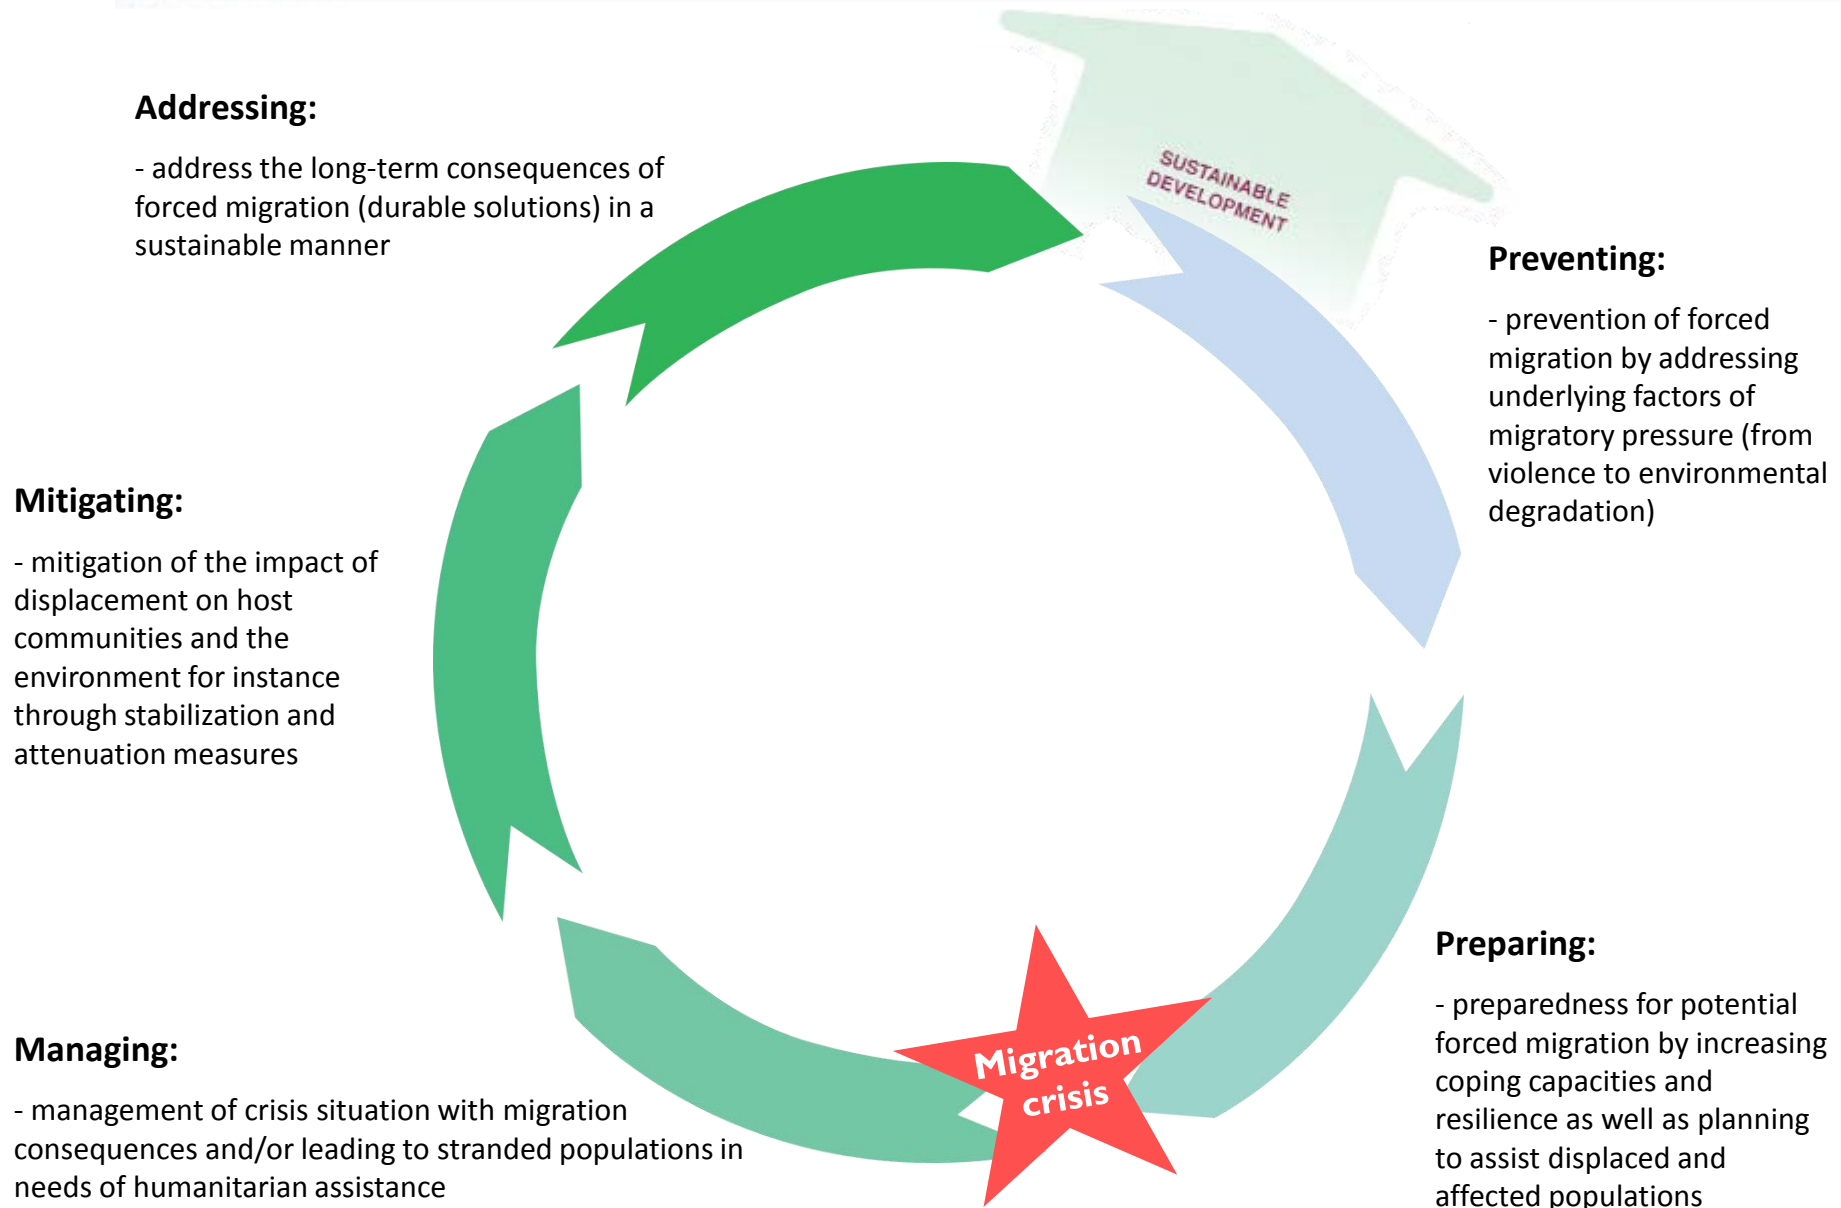 Addressing:
- address the long-term consequences of
forced migration (durable solutions) in a
sustainable manner
SUSTAINABLE
DEVELOPMENT
Preventing:
- prevention of forced
migration by addressing
underlying factors of
migratory pressure (from
violence to environmental
degradation)
Mitigating:
- mitigation of the impact of
displacement on host
communities and the
environment for instance
through stabilization and
attenuation measures
Preparing:
- preparedness for potential
forced migration by increasing
coping capacities and
resilience as well as planning
to assist displaced and
affected populations
Migration
crisis
Managing:
- management of crisis situation with migration
consequences and/or leading to stranded populations in
needs of humanitarian assistance